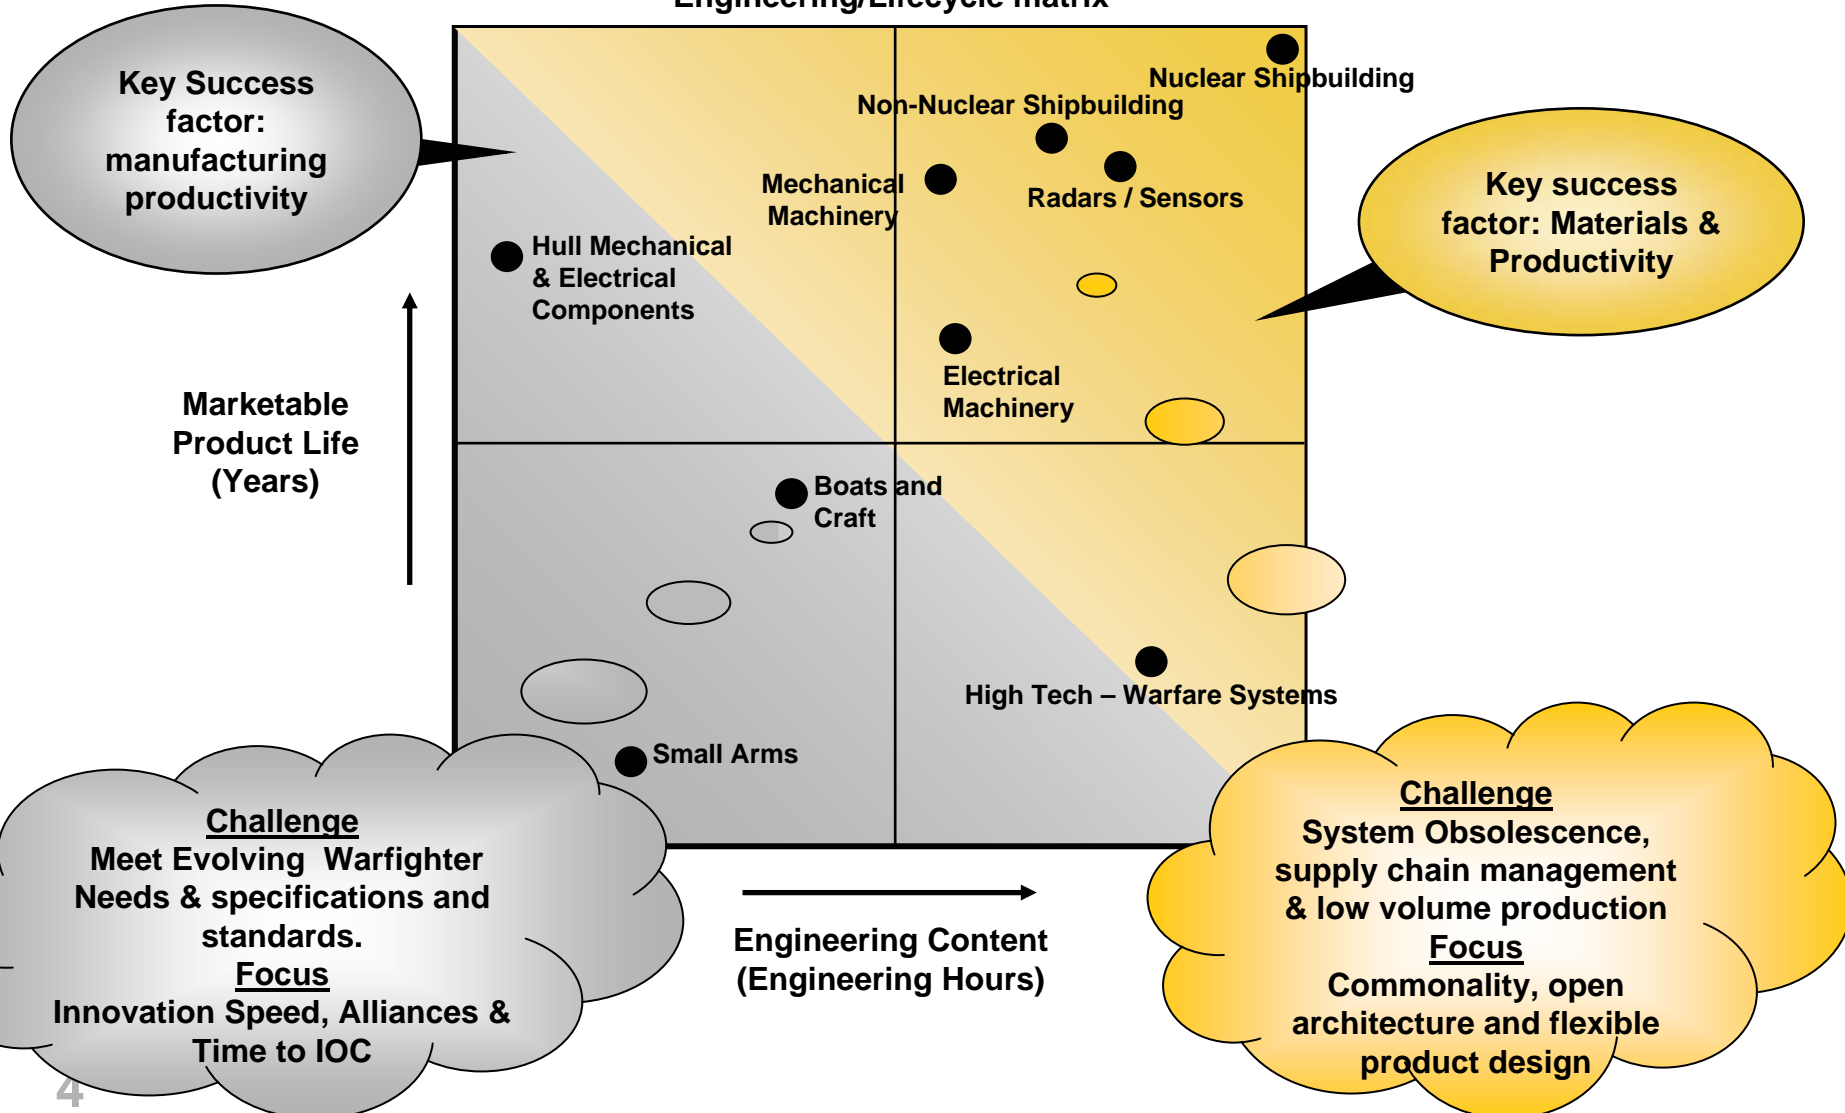 Engineering/Lifecycle matrix
Key Success
factor:
manufacturing
productivity
Nuclear Shipbuilding
Non-Nuclear Shipbuilding
Mechanical
Machinery
Radars / Sensors
Key success
factor: Materials &
Productivity
Hull Mechanical
& Electrical
Components
Electrical
Machinery
Marketable
Product Life
(Years)
Boats and
Craft
High Tech – Warfare Systems
Small Arms
Challenge
Meet Evolving  Warfighter
Needs & specifications and
standards.
Focus
Innovation Speed, Alliances &
Time to IOC
Engineering Content
(Engineering Hours)
Challenge
System Obsolescence,
supply chain management
& low volume production
Focus
Commonality, open
architecture and flexible
product design
4